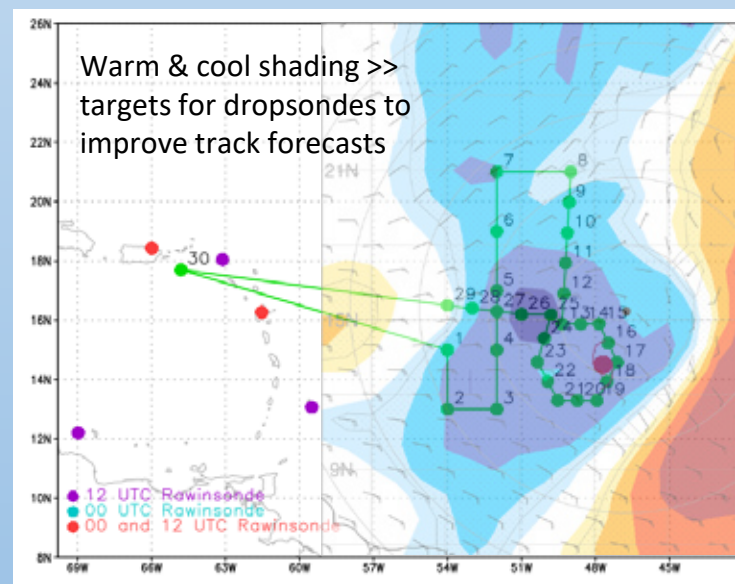 26N
Warm & cool shading >>
targets for dropsondes to
improve track forecasts
24N
22N
21N
7 8
20N
9
6 10
18N
30 11
5 12
29 28 27 26 25
16N
15N
13 14 15
24 16
1 4 23 17
14N
22 18
2 3 21 20 19
12N
9N
10N
12 UTC Rawinsonde
00 UTC Rawinsonde
00 and 12 UTC Rawinsonde
8N
69W 66W 63W 60W 57W 54W 51W 48W 45W